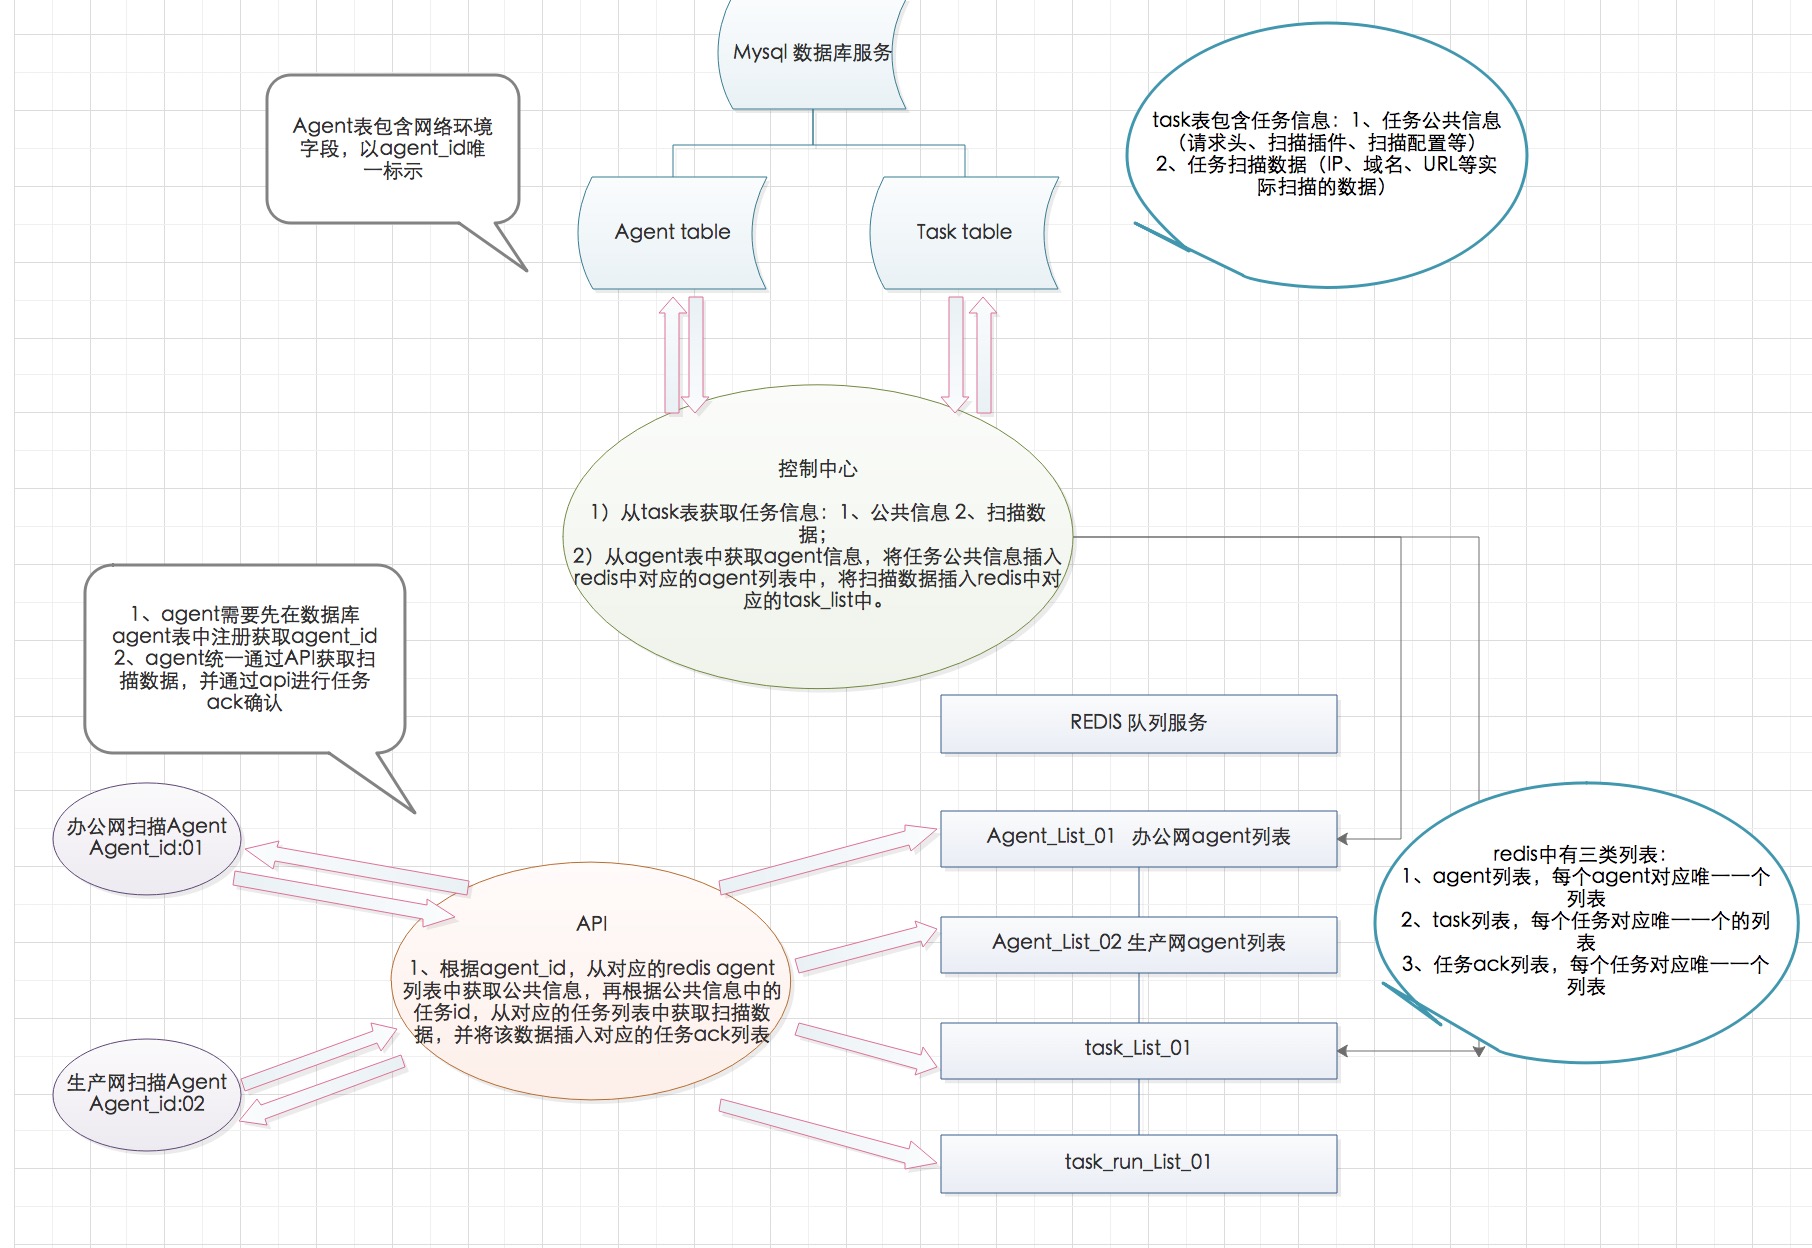 Mysql 数据库服务
Agent表包含网络环境
字段，以agent_id唯
一标示
task表包含任务信息：1、任务公共信息
（请求头、扫描插件、扫描配置等）
2、任务扫描数据（IP、域名、URL等实
际扫描的数据）
Agent table
Task table
控制中心
1）从task表获取任务信息：1、公共信息 2、扫描数
据；
2）从agent表中获取agent信息，将任务公共信息插入
redis中对应的agent列表中，将扫描数据插入redis中对
应的task_list中。
1、agent需要先在数据库
agent表中注册获取agent_id
2、agent统一通过API获取扫
描数据，并通过api进行任务
ack确认
REDIS 队列服务
办公网扫描Agent
Agent_id:01
Agent_List_01 办公网agent列表
redis中有三类列表：
1、agent列表，每个agent对应唯一一个
列表
2、task列表，每个任务对应唯一一个的列
表
3、任务ack列表，每个任务对应唯一一个
列表
API
1、根据agent_id，从对应的redis agent
列表中获取公共信息，再根据公共信息中的
任务id，从对应的任务列表中获取扫描数
据，并将该数据插入对应的任务ack列表
Agent_List_02 生产网agent列表
生产网扫描Agent
Agent_id:02
task_List_01
task_run_List_01